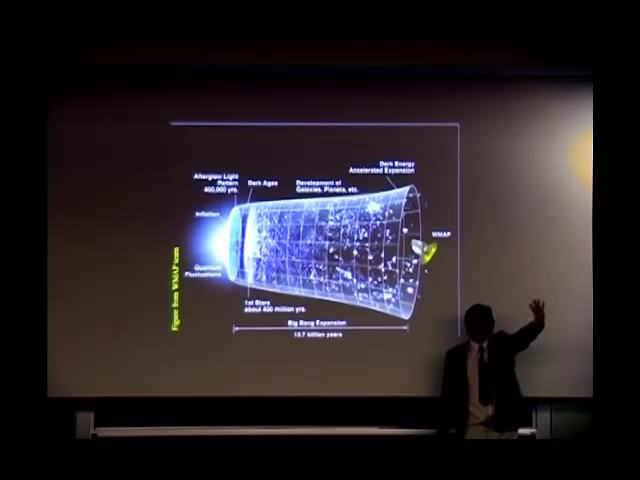 Dark Energy
Accelerated Expansion
Afterglow Light
Pattern
400,000 yrs.
Dark Ages
Development of
Galaxies, Planets, etc.
Inflation
WMAP
Quantum
Fluctuations
1st Stars
about 400 million yrs.
Big Bang Expansion
13.7 billion years
Figure from WMAP team